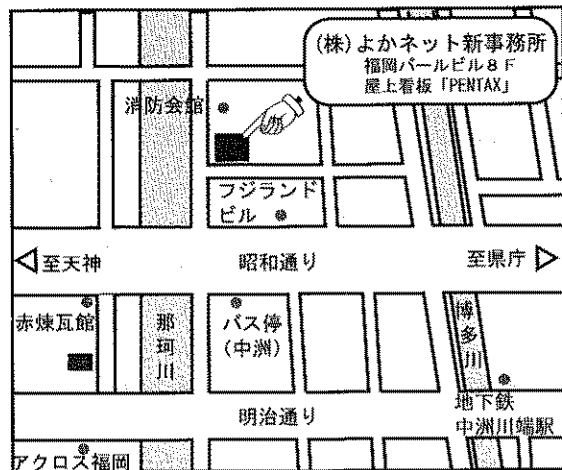 (株)よかネット新事務所
福岡パールビル8F
屋上看板「PENTAX」
消防会館
フジランド
ビル
至天神
昭和通り
至県庁
赤煉瓦館
那珂川
バス停
(中洲)
博多川
明治通り
地下鉄
中洲川端駅
アクロス福岡